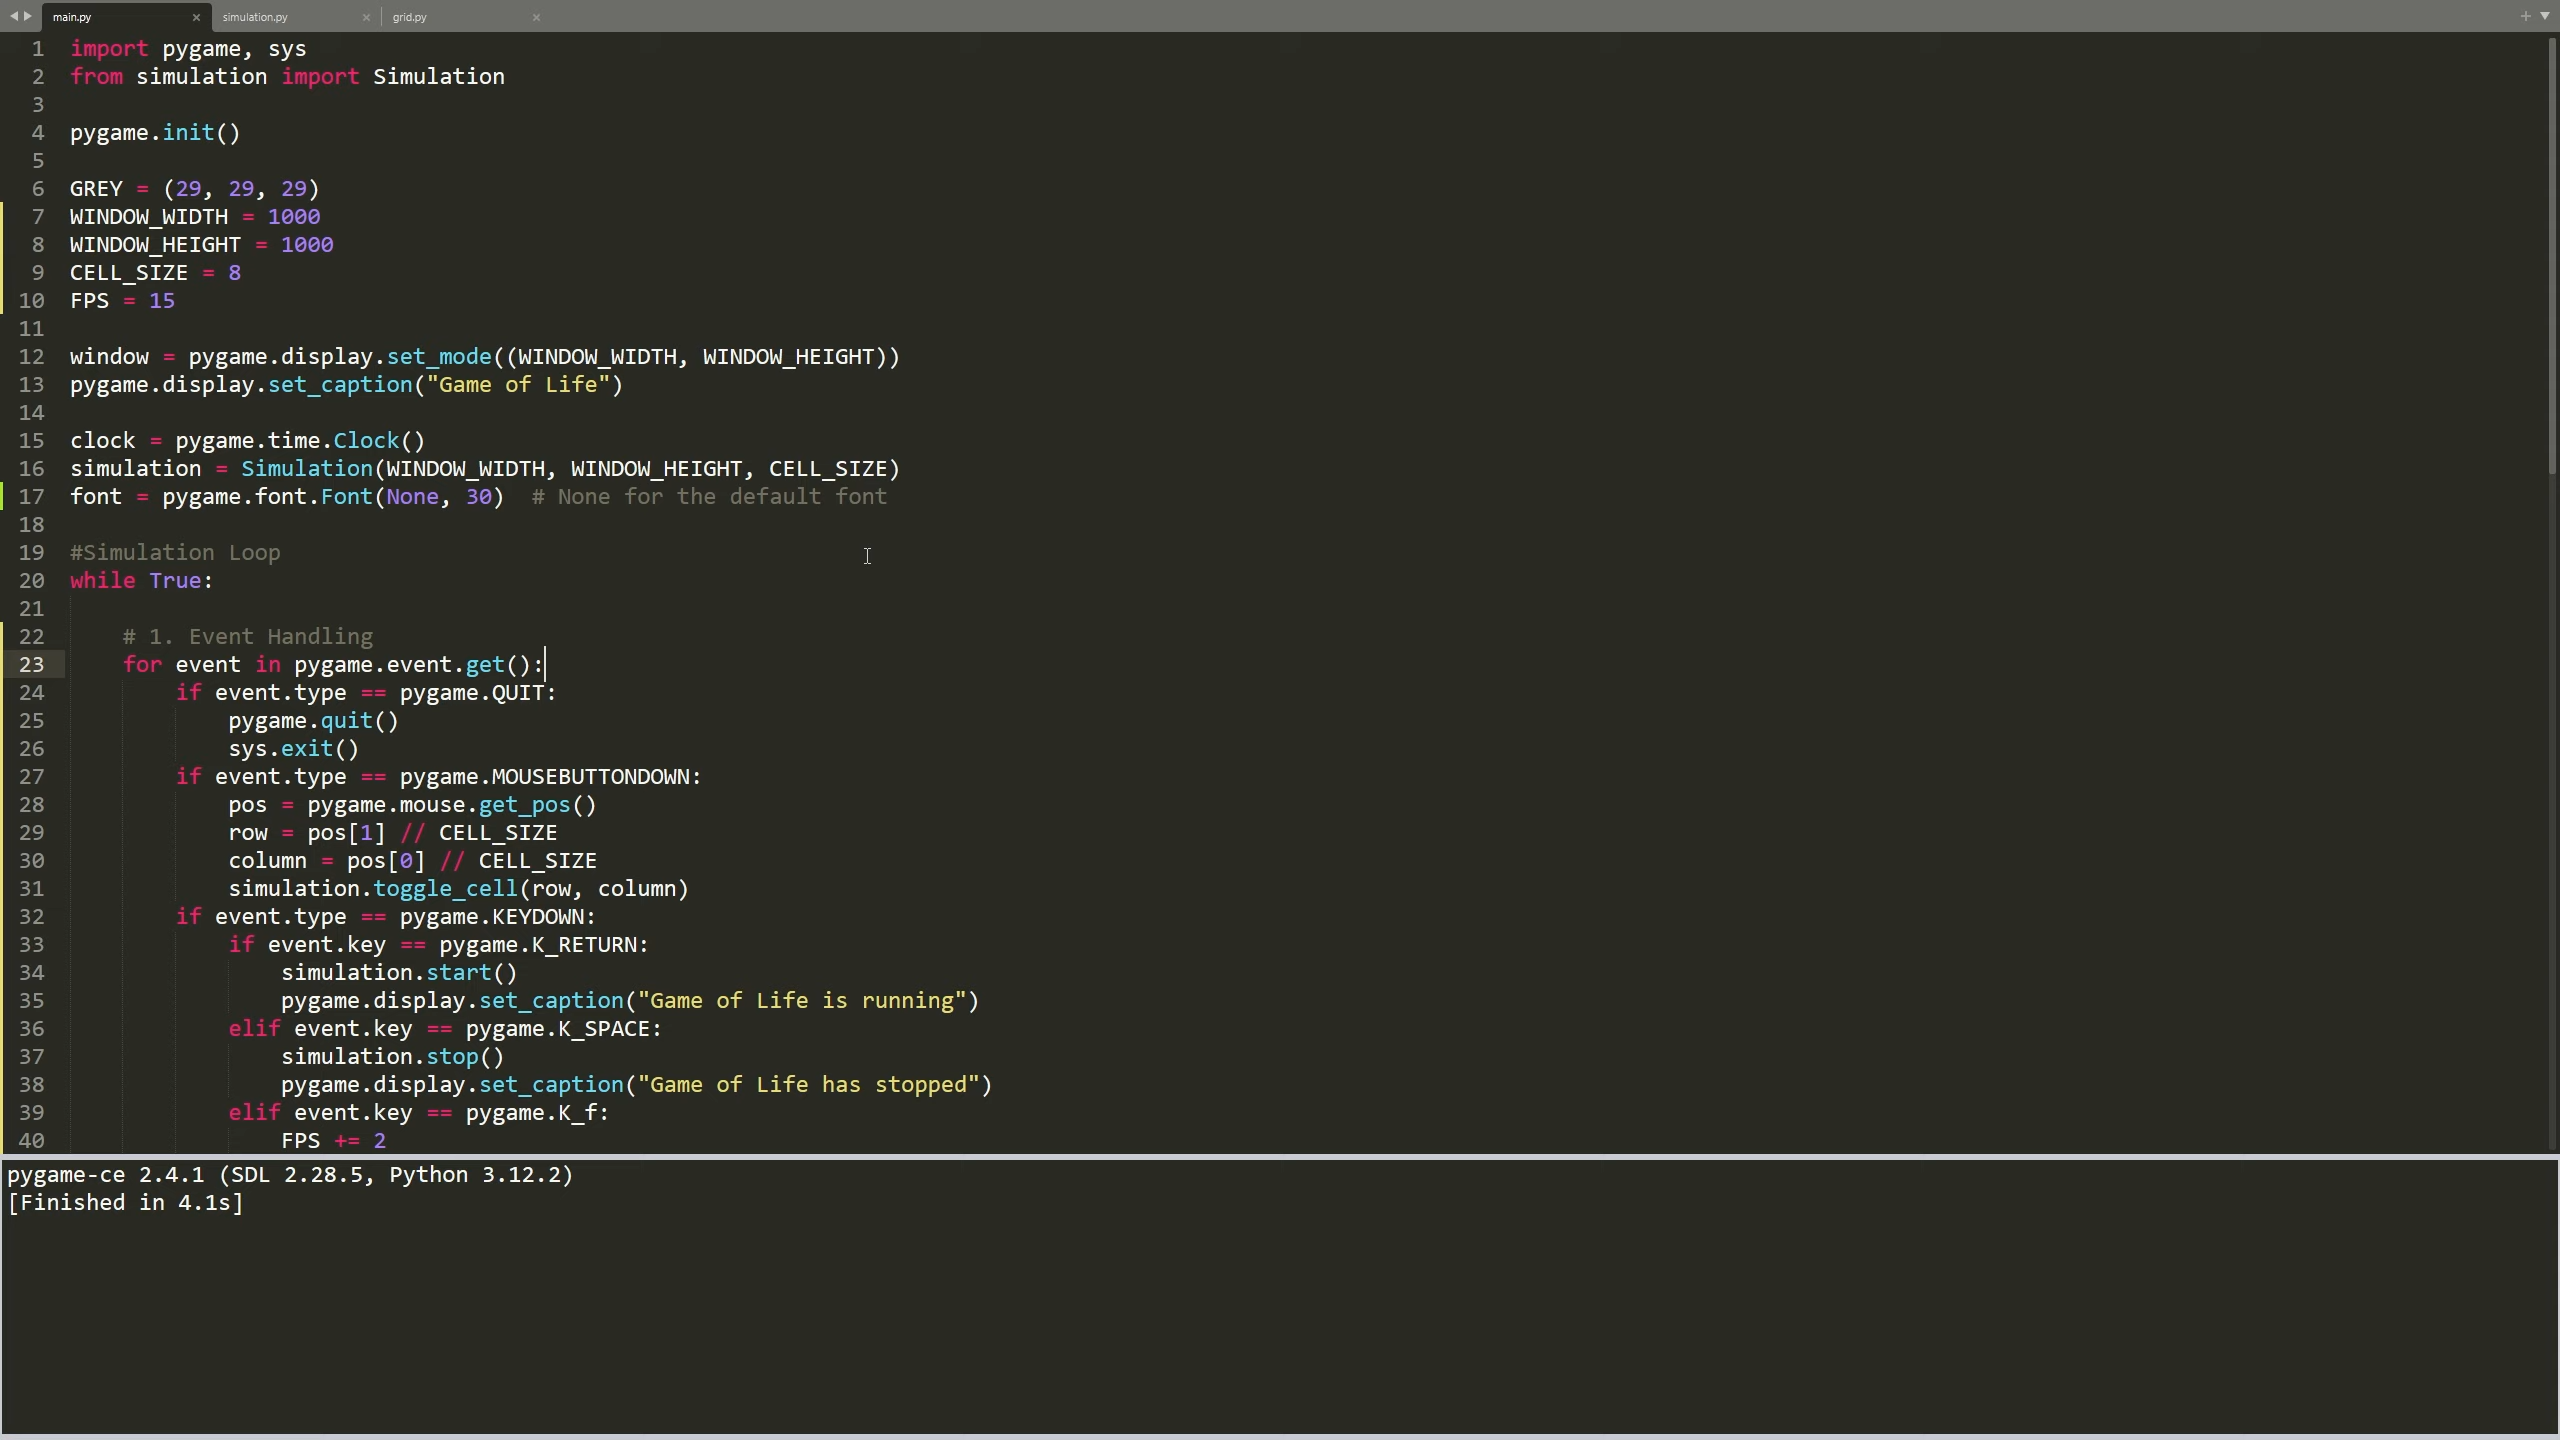 main.py simulation.py grid.py
1 import pygame, sys
2 from simulation import Simulation
3
4 pygame.init()
5
6 GREY = (29, 29, 29)
7 WINDOW_WIDTH = 1000
8 WINDOW_HEIGHT = 1000
9 CELL_SIZE = 8
10 FPS = 15
11
12 window = pygame.display.set_mode((WINDOW_WIDTH, WINDOW_HEIGHT))
13 pygame.display.set_caption("Game of Life")
14
15 clock = pygame.time.Clock()
16 simulation = Simulation(WINDOW_WIDTH, WINDOW_HEIGHT, CELL_SIZE)
17 font = pygame.font.Font(None, 30)  # None for the default font
18
19 #Simulation Loop
20 while True:
21
22     # 1. Event Handling
23     for event in pygame.event.get():
24         if event.type == pygame.QUIT:
25             pygame.quit()
26             sys.exit()
27         if event.type == pygame.MOUSEBUTTONDOWN:
28             pos = pygame.mouse.get_pos()
29             row = pos[1] // CELL_SIZE
30             column = pos[0] // CELL_SIZE
31             simulation.toggle_cell(row, column)
32         if event.type == pygame.KEYDOWN:
33             if event.key == pygame.K_RETURN:
34                 simulation.start()
35                 pygame.display.set_caption("Game of Life is running")
36             elif event.key == pygame.K_SPACE:
37                 simulation.stop()
38                 pygame.display.set_caption("Game of Life has stopped")
39             elif event.key == pygame.K_f:
40                 FPS += 2
pygame-ce 2.4.1 (SDL 2.28.5, Python 3.12.2)
[Finished in 4.1s]